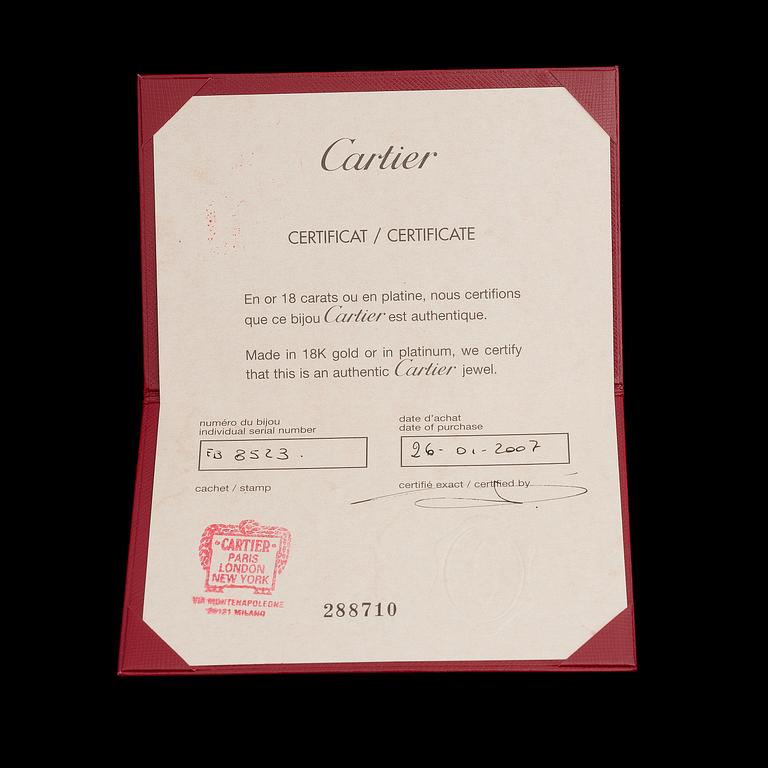 Cartier
CERTIFICAT / CERTIFICATE
En or 18 carats ou en platine, nous certifions
que ce bijou Cartier est authentique.
Made in 18K gold or in platinum, we certify
that this is an authentic Cartier jewel.
numéro du bijou
individual serial number
EB 8523.
date d'achat
date of purchase
26-01-2007
cachet / stamp
certifié exact / certified by
CARTIER
PARIS
LONDON
NEW YORK
VIA MONTENAPOLEONE
20121 MILANO
288710